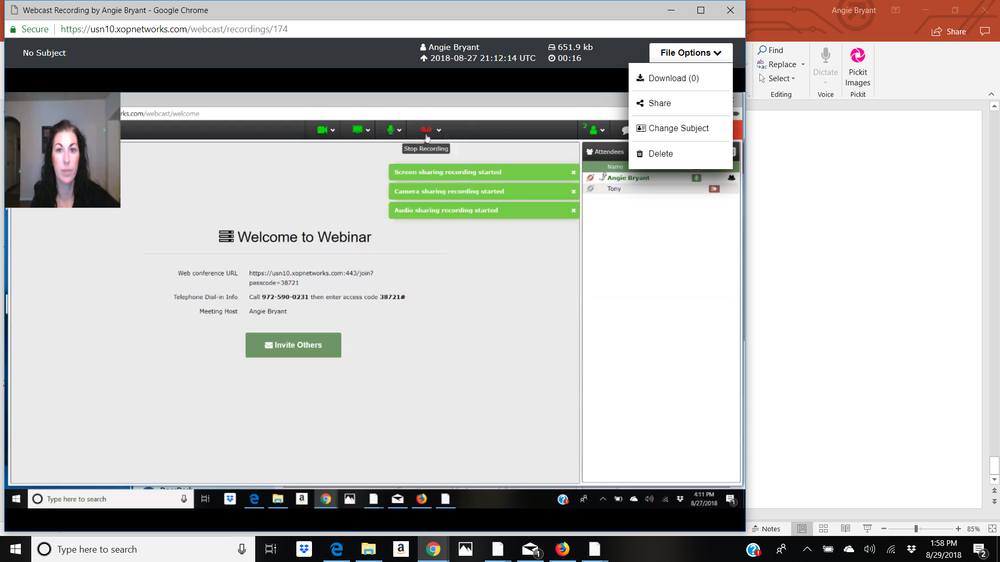 Webcast Recording by Angie Bryant - Google Chrome
Angie Bryant
Secure
https://usn10.xopnetworks.com/webcast/recordings/174
Share
No Subject
Angie Bryant
651.9 kb
2018-08-27 21:12:14 UTC
00:16
File Options
Download (0)
Share
Change Subject
Delete
Find
Replace
Select
Editing
Dictate
Voice
Pickit
Images
Pickit
rks.com/webcast/welcome
2
Stop Recording
Screen sharing recording started
Camera sharing recording started
Audio sharing recording started
Attendees
Name
Angie Bryant
Tony
Welcome to Webinar
Web conference URL
https://usn10.xopnetworks.com:443/join?
passcode=38721
Telephone Dial-in Info
Call 972-590-0231 then enter access code 38721#
Meeting Host
Angie Bryant
Invite Others
Type here to search
4:11 PM
8/27/2018
1
Notes
85%
Type here to search
1
1:58 PM
8/29/2018
2